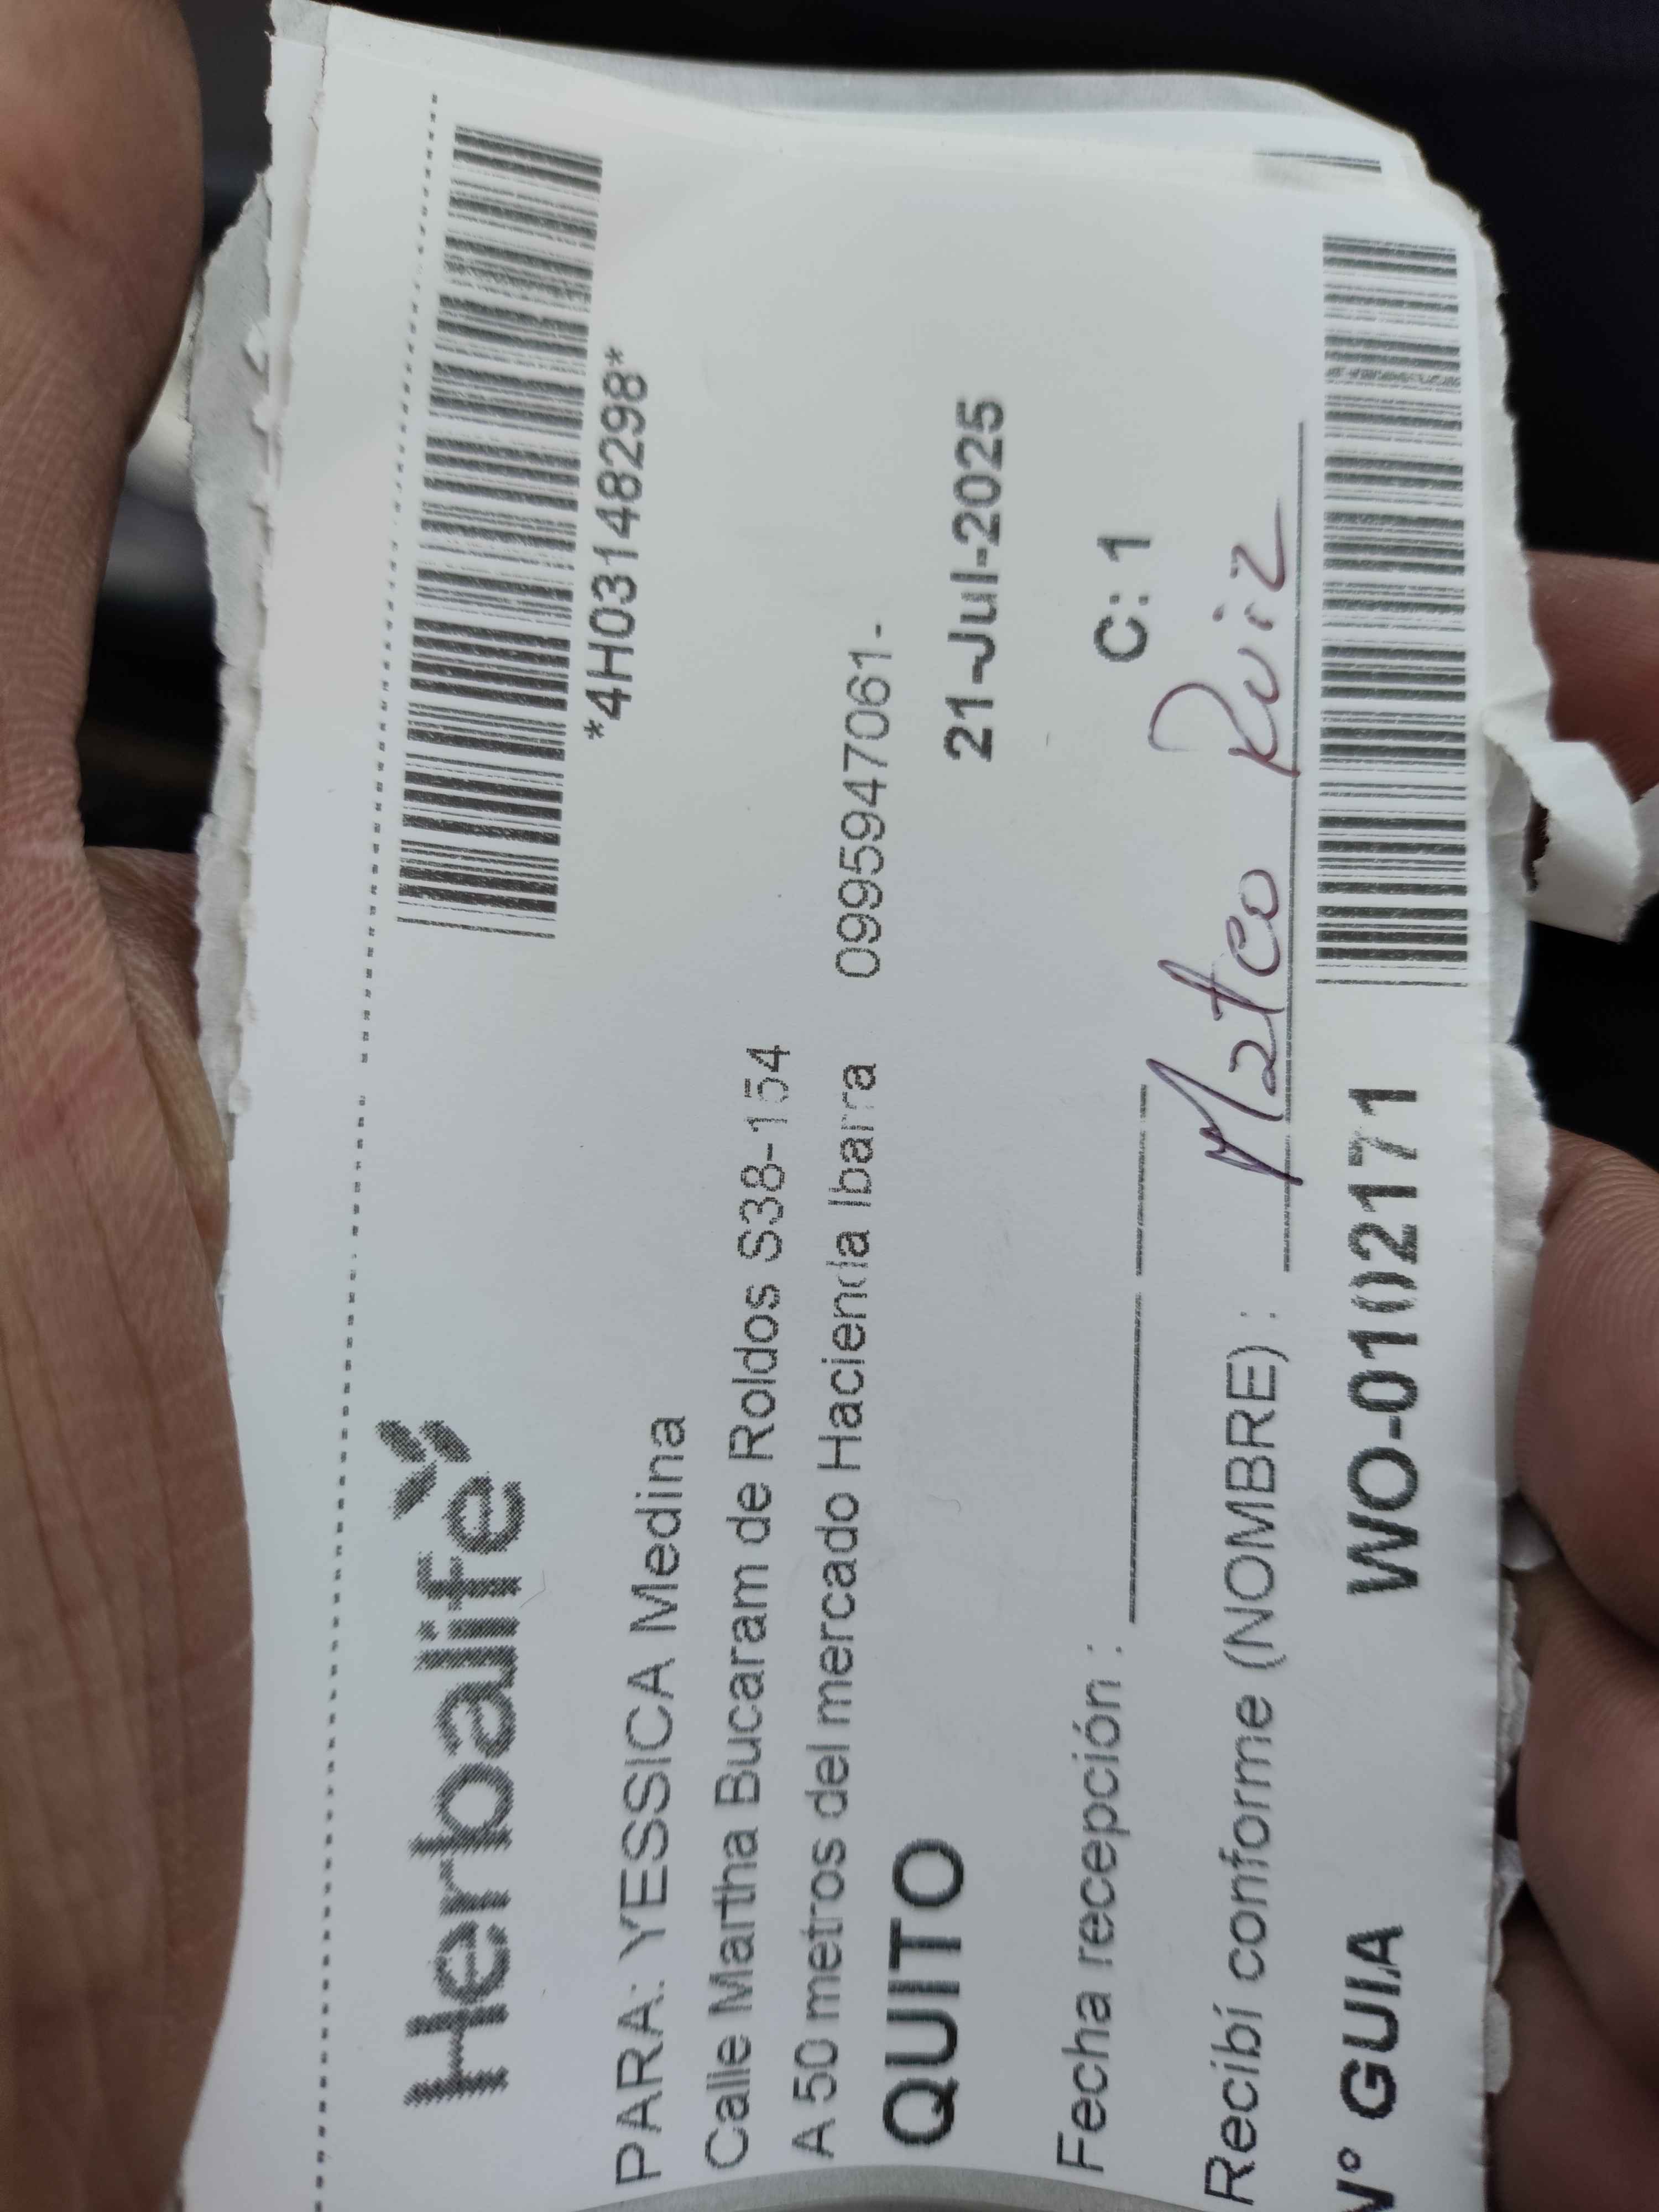 Herbalife
*4H03148298*
PARA: YESSICA Medina
Calle Martha Bucaram de Roldos S38-154
A 50 metros del mercado Hacienda Ibarra 0995947061-
QUITO 21-Jul-2025
Fecha recepción : C: 1
Recibí conforme (NOMBRE) : Mateo Ruiz
N° GUIA WO-0102171